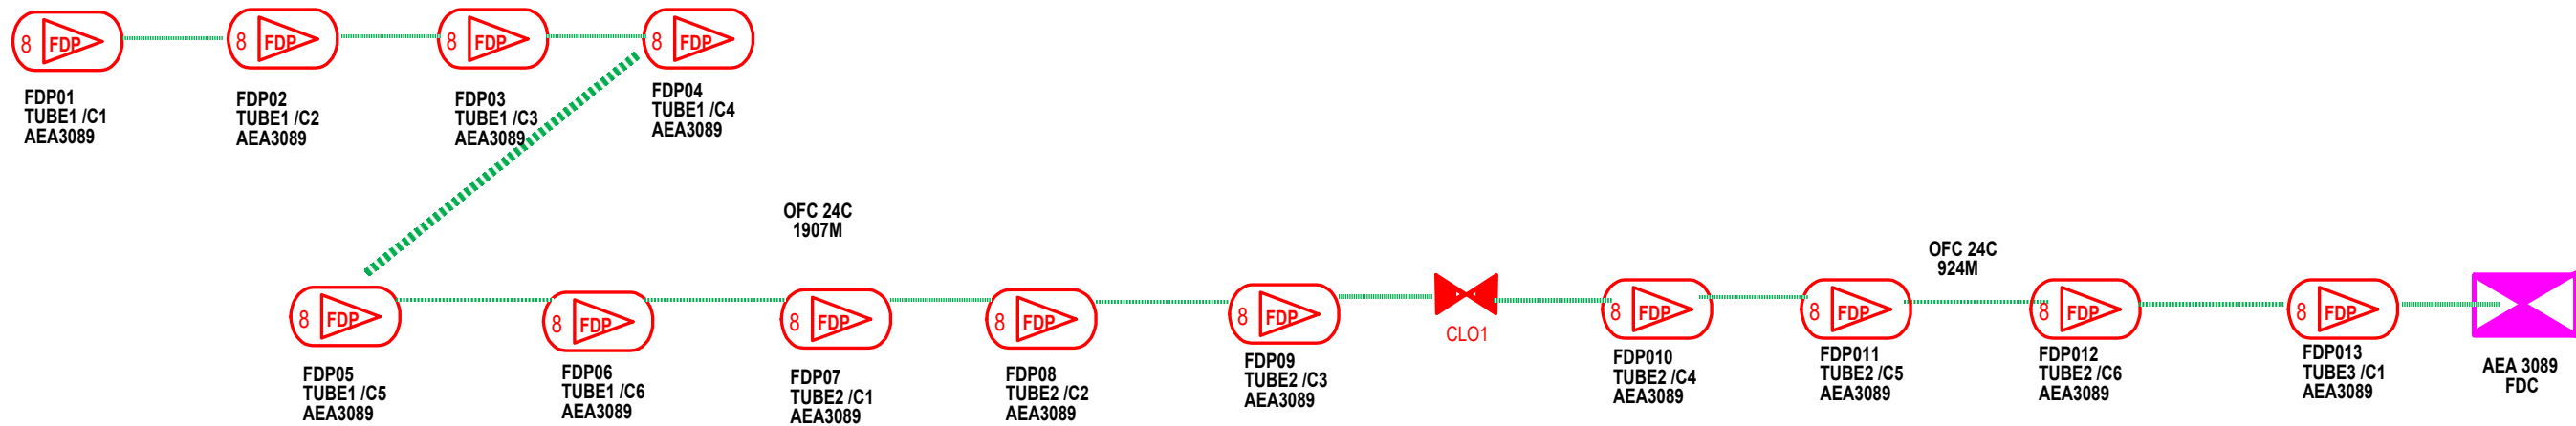 8 FDP
8 FDP
8 FDP
8 FDP
FDP01
TUBE1 /C1
AEA3089
FDP02
TUBE1 /C2
AEA3089
FDP03
TUBE1 /C3
AEA3089
FDP04
TUBE1 /C4
AEA3089
OFC 24C
1907M
OFC 24C
924M
8 FDP
8 FDP
8 FDP
8 FDP
8 FDP
CLO1
8 FDP
8 FDP
8 FDP
8 FDP
FDP05
TUBE1 /C5
AEA3089
FDP06
TUBE1 /C6
AEA3089
FDP07
TUBE2 /C1
AEA3089
FDP08
TUBE2 /C2
AEA3089
FDP09
TUBE2 /C3
AEA3089
FDP010
TUBE2 /C4
AEA3089
FDP011
TUBE2 /C5
AEA3089
FDP012
TUBE2 /C6
AEA3089
FDP013
TUBE3 /C1
AEA3089
AEA 3089
FDC